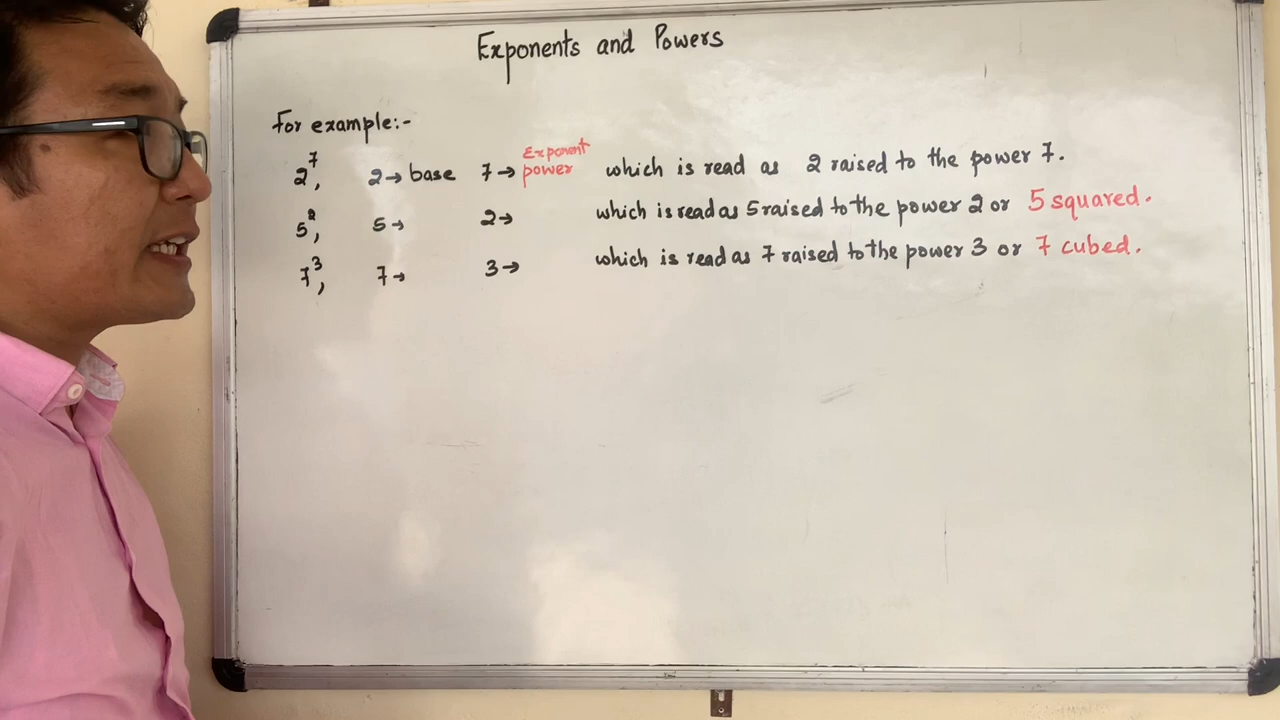 Exponents and Powers
For example:-
2⁷, 2→ base 7→ Exponent power which is read as 2 raised to the power 7.
5², 5→ 2→ which is read as 5 raised to the power 2 or 5 squared.
7³, 7→ 3→ which is read as 7 raised to the power 3 or 7 cubed.